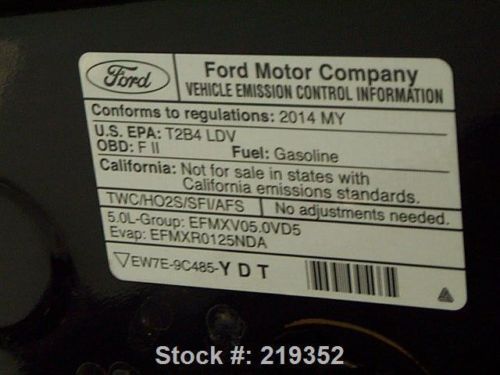 Ford
Ford Motor Company
VEHICLE EMISSION CONTROL INFORMATION
Conforms to regulations: 2014 MY
U.S. EPA: T2B4 LDV
OBD: F II Fuel: Gasoline
California: Not for sale in states with
California emissions standards.
TWC/HO2S/SFI/AFS No adjustments needed.
5.0L-Group: EFMXV05.0VD5
Evap: EFMXR0125NDA
EW7E-9C485-Y D T
Stock #: 219352